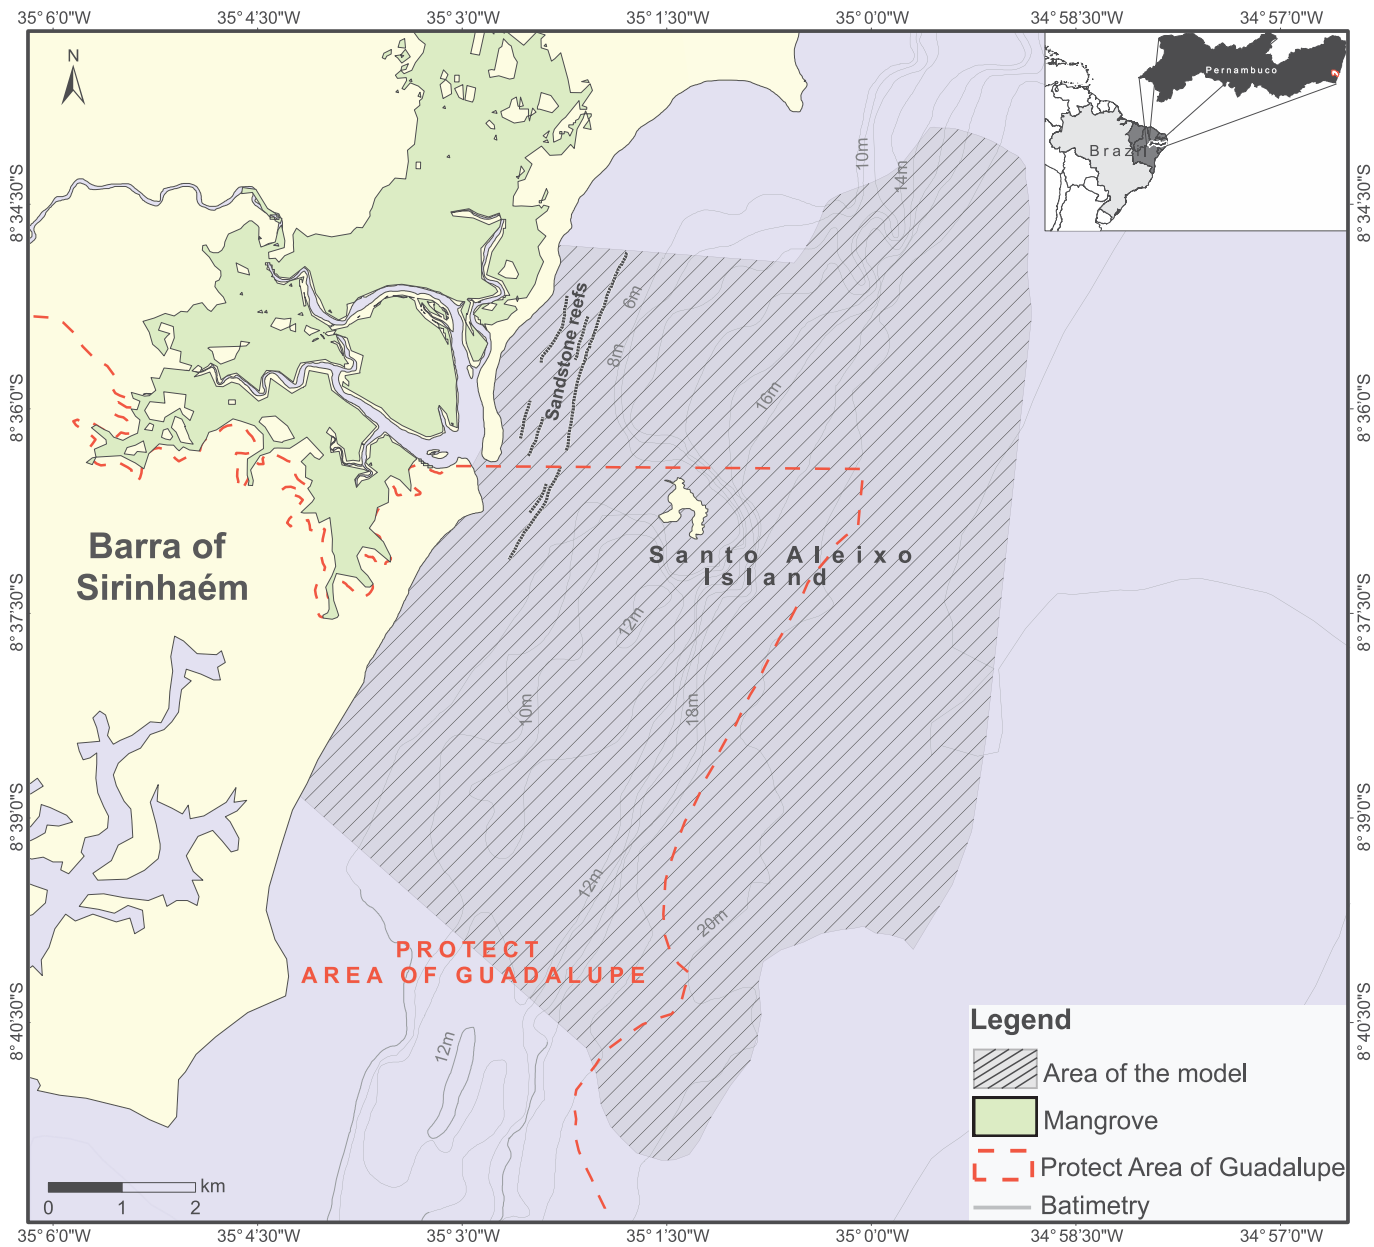 35°6'0"W
35°4'30"W
35°3'0"W
35°1'30"W
35°0'0"W
34°58'30"W
34°57'0"W
N
Pernambuco
Brazil
8°34'30"S
8°34'30"S
10m
14m
6m
Sandstone reefs
8m
16m
8°36'0"S
8°36'0"S
Barra of
Sirinhaém
Santo Aleixo
Island
8°37'30"S
8°37'30"S
12m
10m
18m
8°39'0"S
8°39'0"S
12m
20m
PROTECT
AREA OF GUADALUPE
8°40'30"S
8°40'30"S
12m
Legend
Area of the model
Mangrove
Protect Area of Guadalupe
Batimetry
km
0 1 2
35°6'0"W
35°4'30"W
35°3'0"W
35°1'30"W
35°0'0"W
34°58'30"W
34°57'0"W